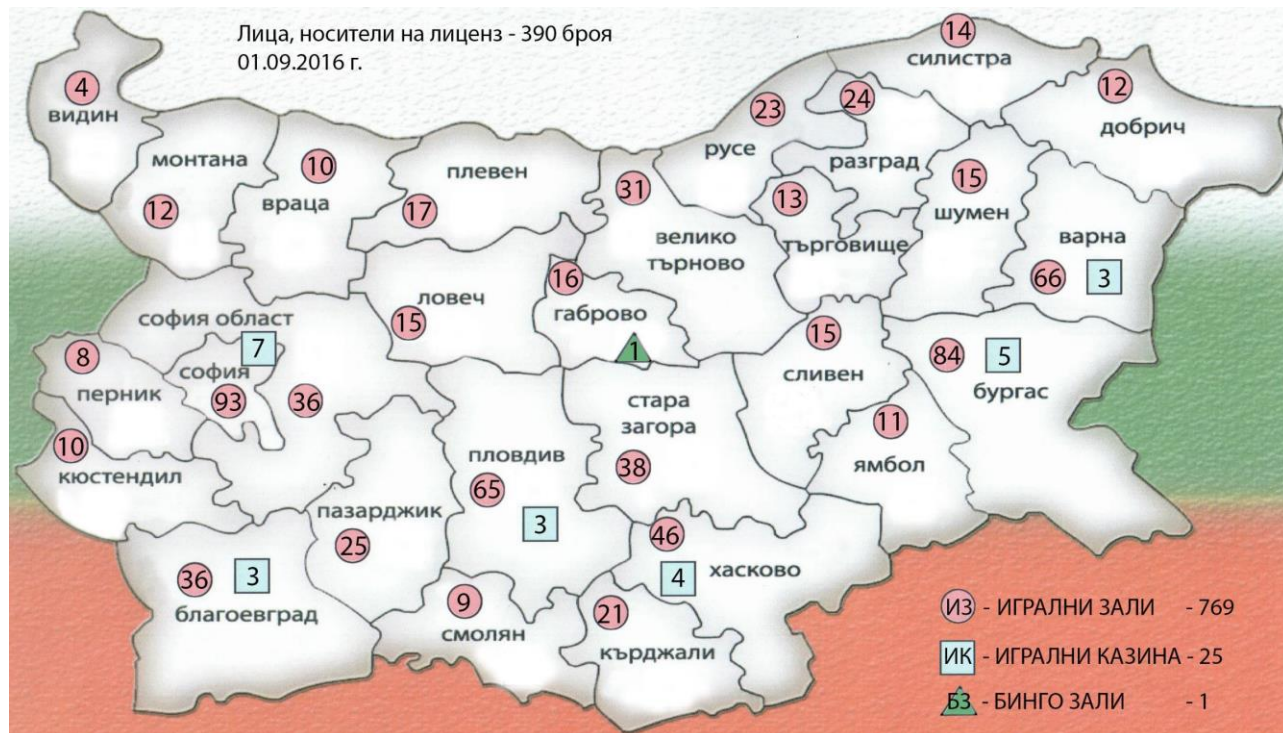 Лица, носители на лиценз - 390 броя
01.09.2016 г.
4
видин
монтана
12
10
враца
плевен
17
31
велико
търново
23
русе
24
разград
14
силистра
12
добрич
13
търговище
15
шумен
варна
66
3
софия област
7
софия
93
36
ловеч
15
16
габрово
1
8
перник
10
кюстендил
пловдив
65
3
стара
загора
38
15
сливен
84
5
бургас
11
ямбол
пазарджик
25
36
3
благоевград
9
смолян
46
4
хасково
21
кърджали
ИЗ - ИГРАЛНИ ЗАЛИ - 769
ИК - ИГРАЛНИ КАЗИНА - 25
БЗ - БИНГО ЗАЛИ - 1